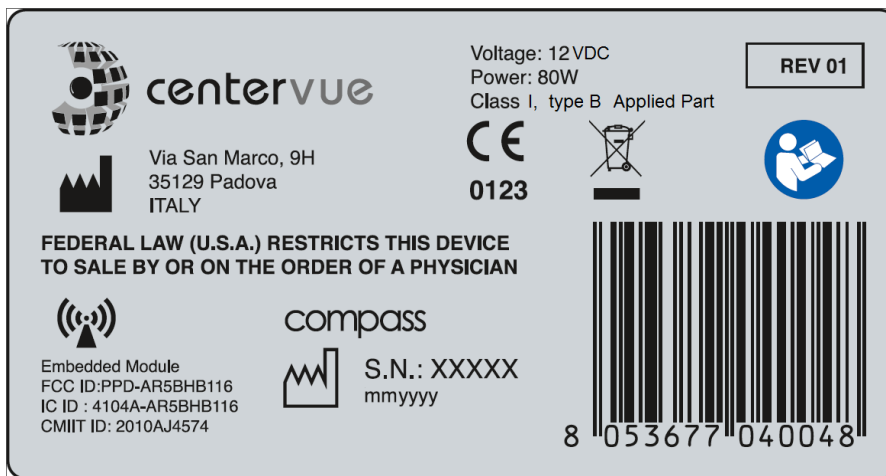 centervue
Voltage: 12VDC
Power: 80W
Class I, type B Applied Part
REV 01
Via San Marco, 9H
35129 Padova
ITALY
CE
0123
FEDERAL LAW (U.S.A.) RESTRICTS THIS DEVICE
TO SALE BY OR ON THE ORDER OF A PHYSICIAN
Embedded Module
FCC ID:PPD-AR5BHB116
IC ID : 4104A-AR5BHB116
CMIIT ID: 2010AJ4574
compass
S.N.: XXXXX
mmyyyy
8 053677 040048